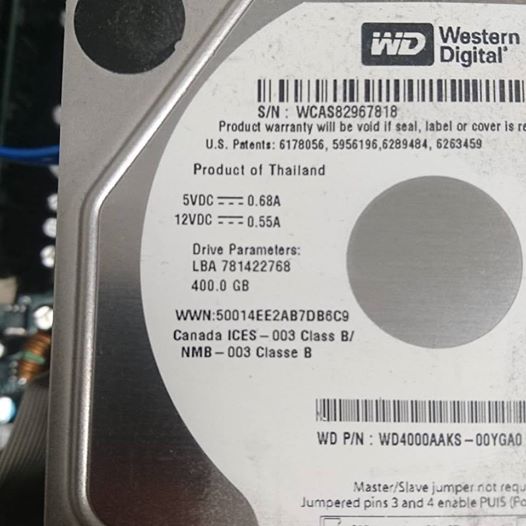 WD Western
Digital®
S/N : WCAS82967818
Product warranty will be void if seal, label or cover is
U.S. Patents: 6178056, 5956196,6289484, 6263459
Product of Thailand
5VDC 0.68A
12VDC 0.55A
Drive Parameters:
LBA 781422768
400.0 GB
WWN:50014EE2AB7DB6C9
Canada ICES-003 Class B/
NMB-003 Classe B
WD P/N : WD4000AAKS-00YGA0
Master/Slave jumper not
Jumpered pins 3 and 4 enable PUIS